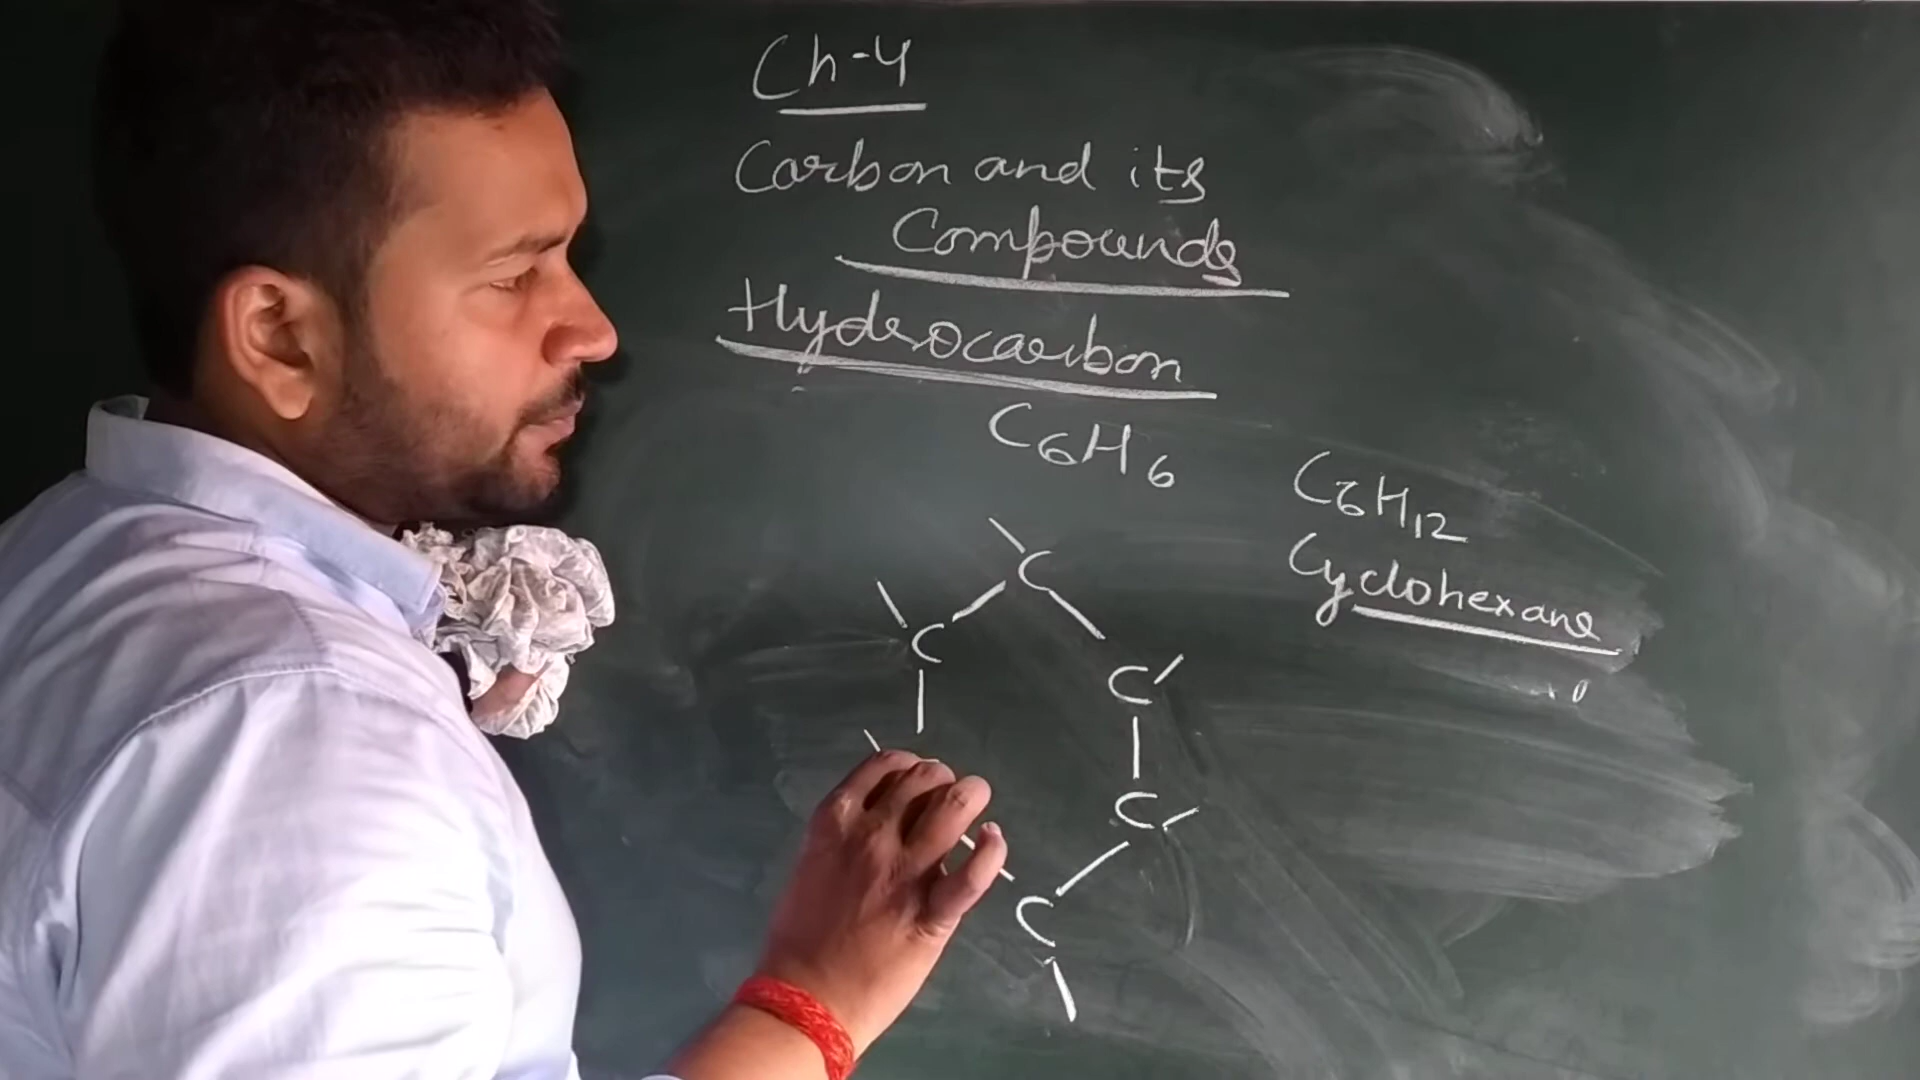 Ch-4
Carbon and its
Compounds
Hydrocarbon
C6H6
C6H12
Cyclohexane
C
C
C
C
C